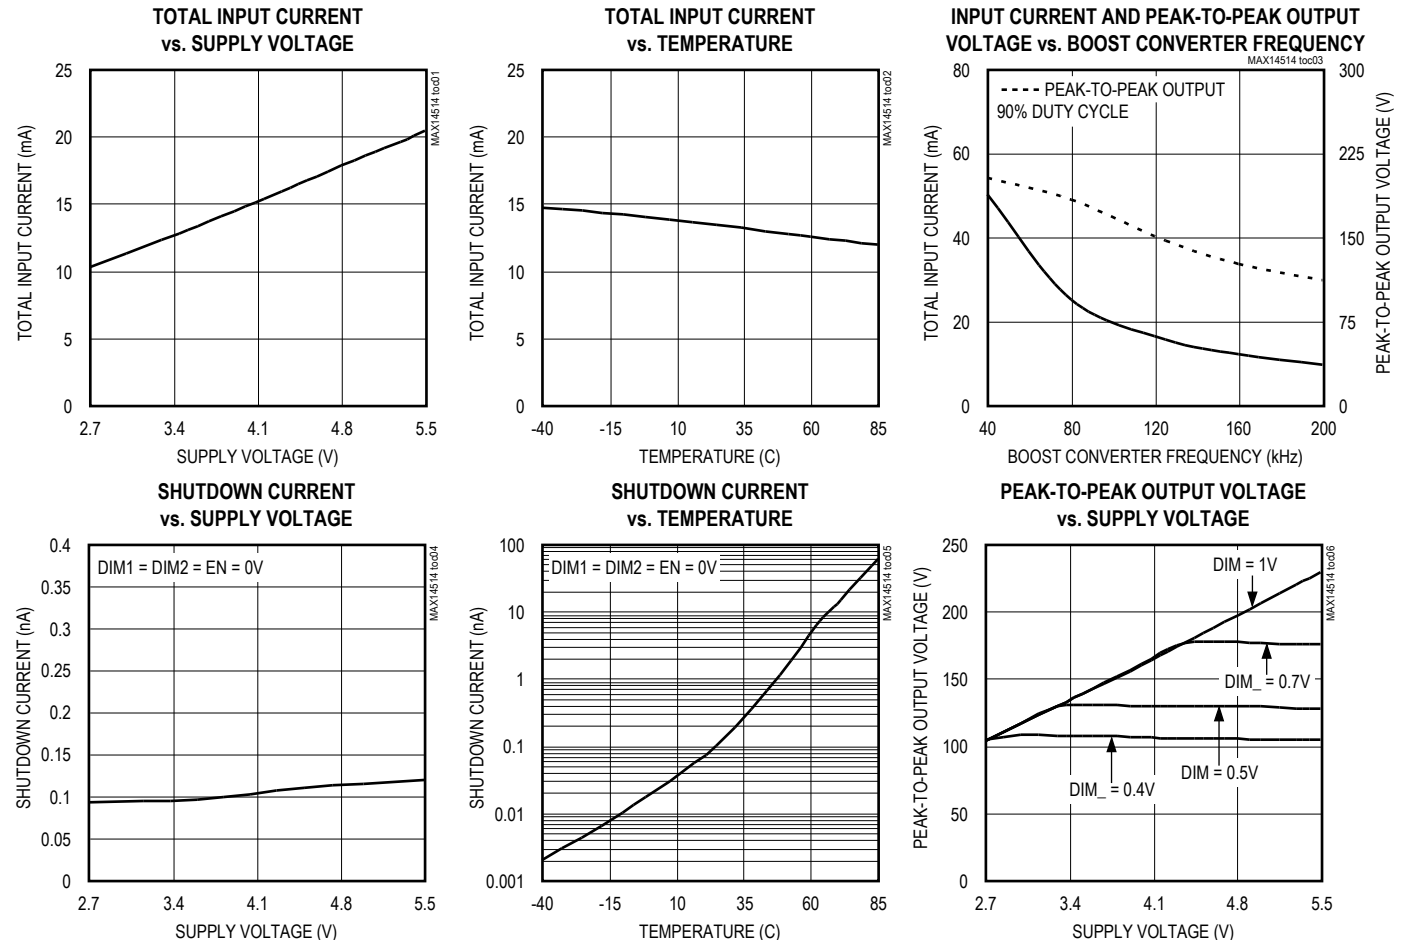 TOTAL INPUT CURRENT
vs. SUPPLY VOLTAGE
MAX14514 toc01
TOTAL INPUT CURRENT (mA)
25
20
15
10
5
0
2.7 3.4 4.1 4.8 5.5
SUPPLY VOLTAGE (V)
TOTAL INPUT CURRENT
vs. TEMPERATURE
MAX14514 toc02
TOTAL INPUT CURRENT (mA)
25
20
15
10
5
0
-40 -15 10 35 60 85
TEMPERATURE (C)
INPUT CURRENT AND PEAK-TO-PEAK OUTPUT
VOLTAGE vs. BOOST CONVERTER FREQUENCY
MAX14514 toc03
PEAK-TO-PEAK OUTPUT
90% DUTY CYCLE
TOTAL INPUT CURRENT (mA)
80
60
40
20
0
300
225
150
75
0
PEAK-TO-PEAK OUTPUT VOLTAGE (V)
40 80 120 160 200
BOOST CONVERTER FREQUENCY (kHz)
SHUTDOWN CURRENT
vs. SUPPLY VOLTAGE
MAX14514 toc04
DIM1 = DIM2 = EN = 0V
SHUTDOWN CURRENT (nA)
0.4
0.35
0.3
0.25
0.2
0.15
0.1
0.05
0
2.7 3.4 4.1 4.8 5.5
SUPPLY VOLTAGE (V)
SHUTDOWN CURRENT
vs. TEMPERATURE
MAX14514 toc05
DIM1 = DIM2 = EN = 0V
SHUTDOWN CURRENT (nA)
100
10
1
0.1
0.01
0.001
-40 -15 10 35 60 85
TEMPERATURE (C)
PEAK-TO-PEAK OUTPUT VOLTAGE
vs. SUPPLY VOLTAGE
MAX14514 toc06
PEAK-TO-PEAK OUTPUT VOLTAGE (V)
250
200
150
100
50
0
DIM = 1V
DIM_ = 0.7V
DIM = 0.5V
DIM_ = 0.4V
2.7 3.4 4.1 4.8 5.5
SUPPLY VOLTAGE (V)